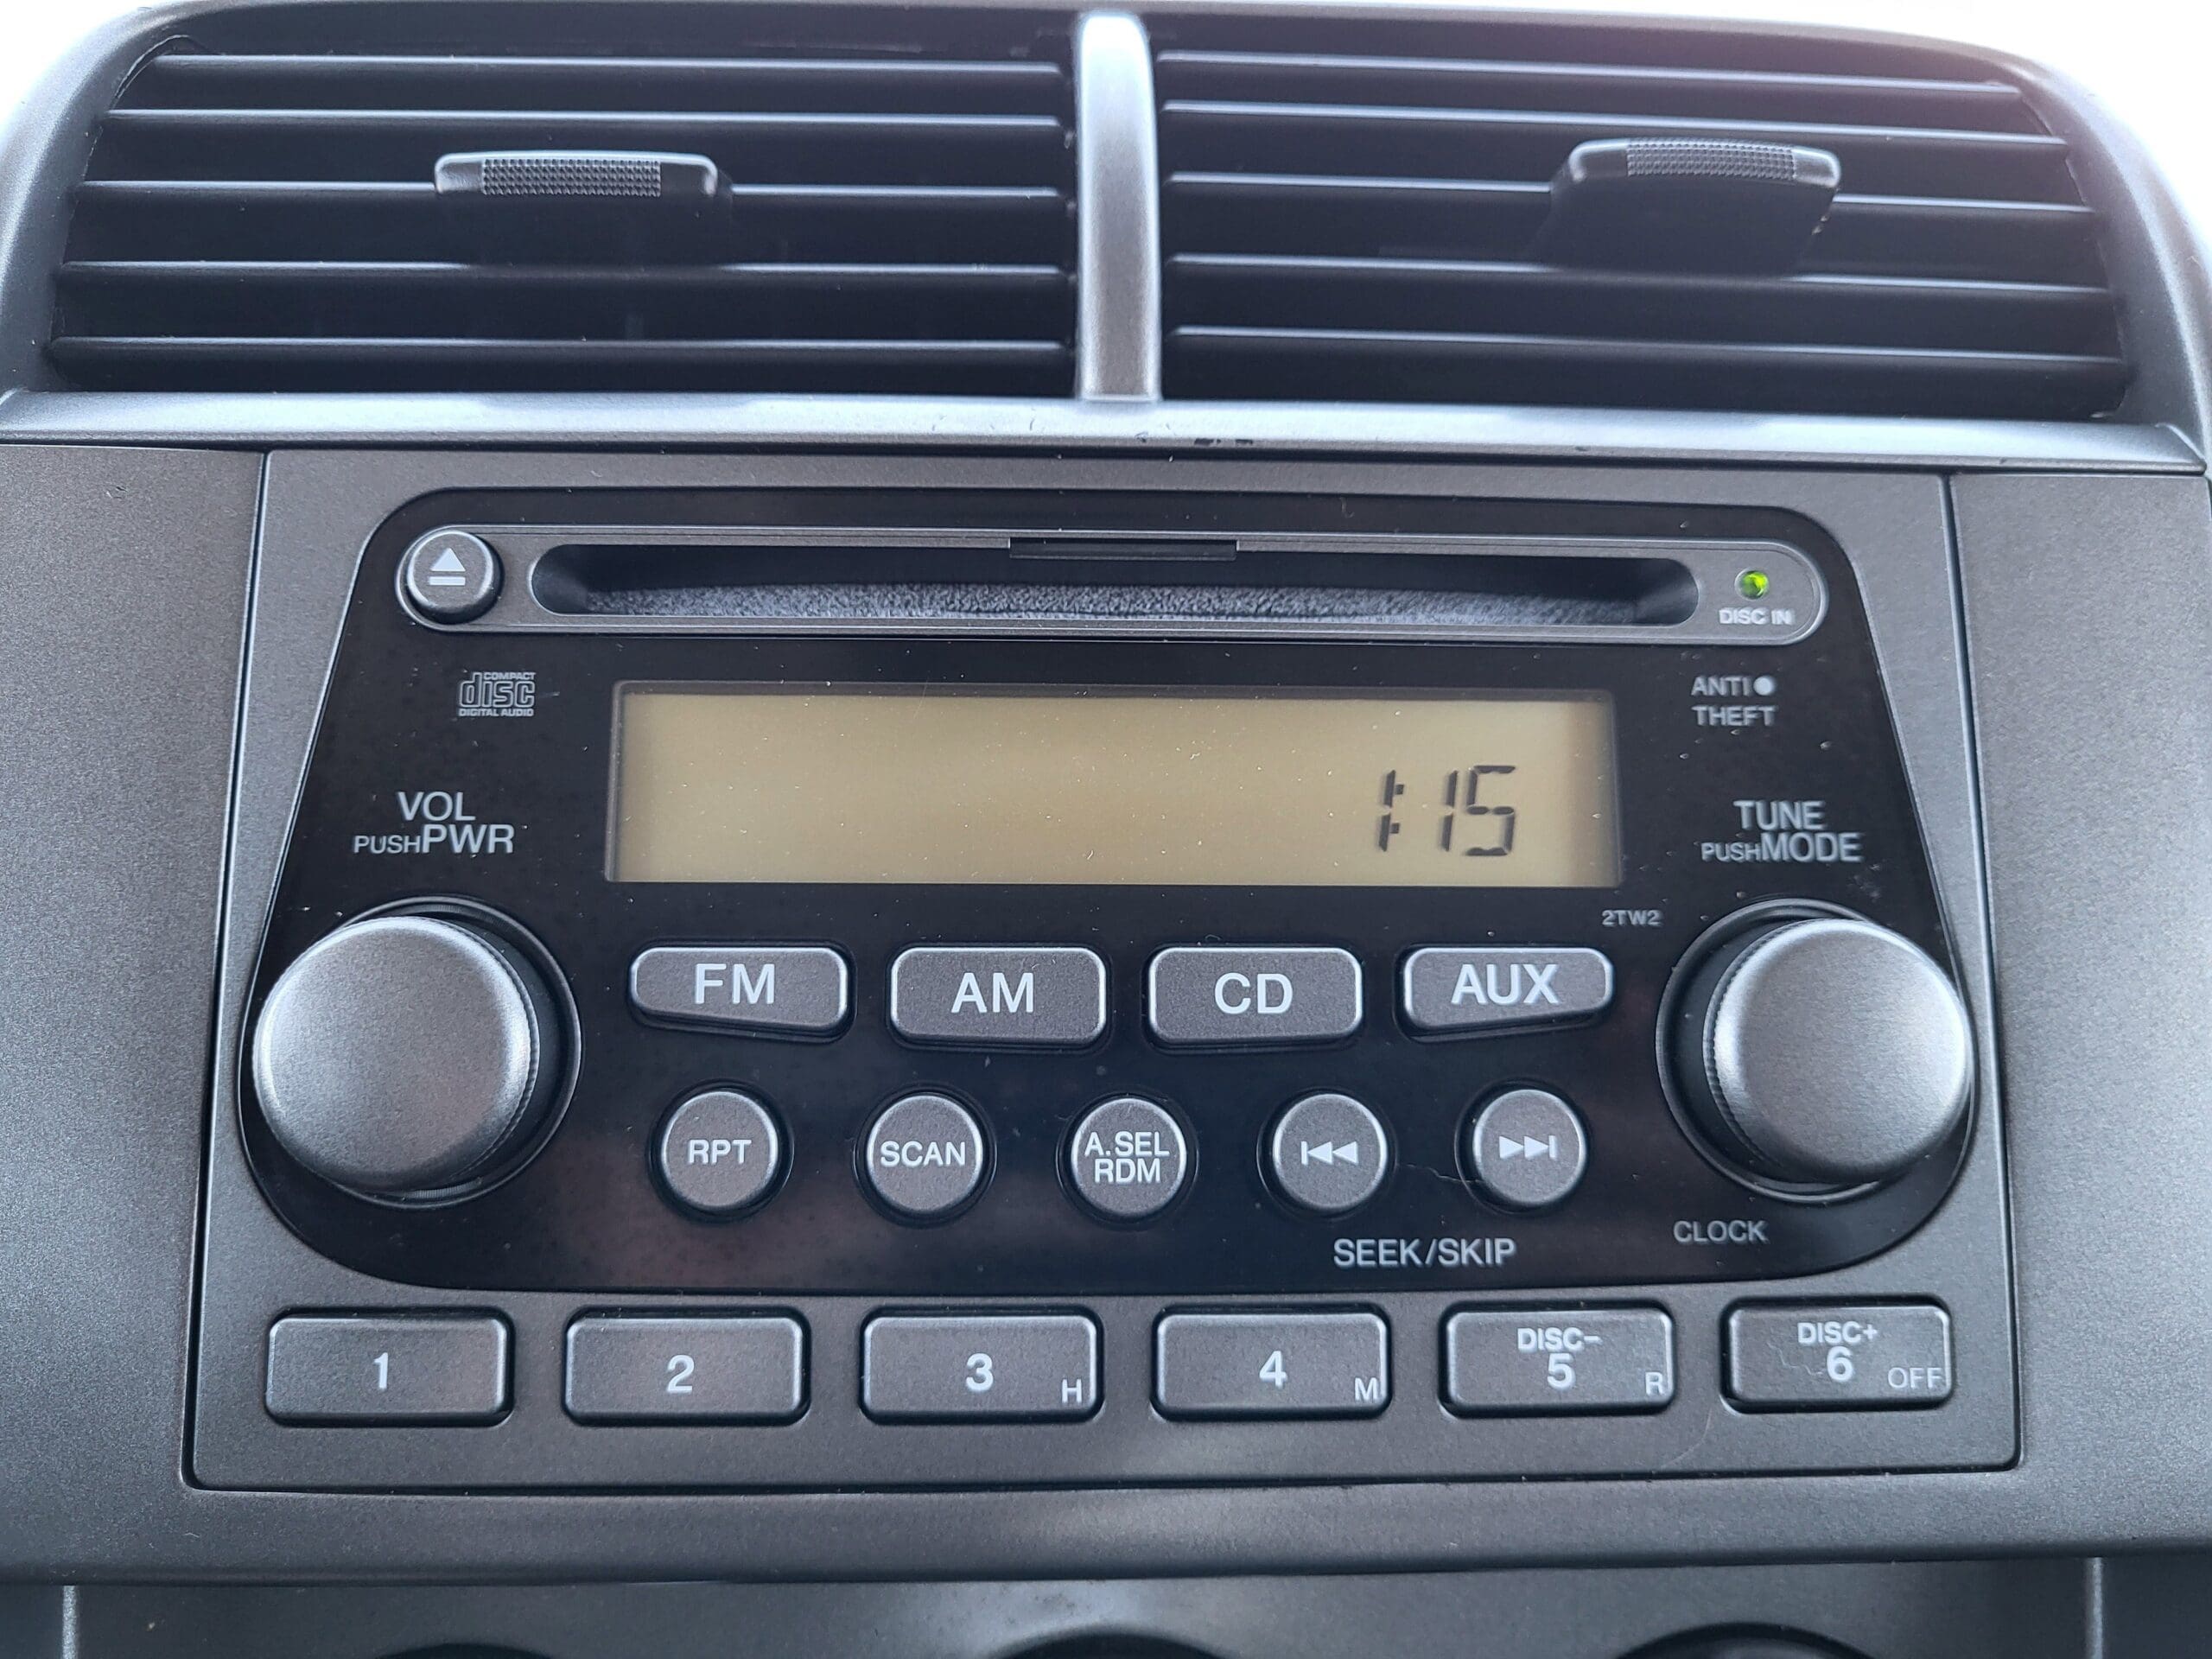 DISC IN
COMPACT
disc
DIGITAL AUDIO
ANTI
THEFT
1:15
VOL
PUSH PWR
TUNE
PUSH MODE
2TW2
FM AM CD AUX
RPT SCAN A.SEL
RDM
SEEK/SKIP
CLOCK
1 2 3 H 4 M DISC- 5 R DISC+ 6 OFF